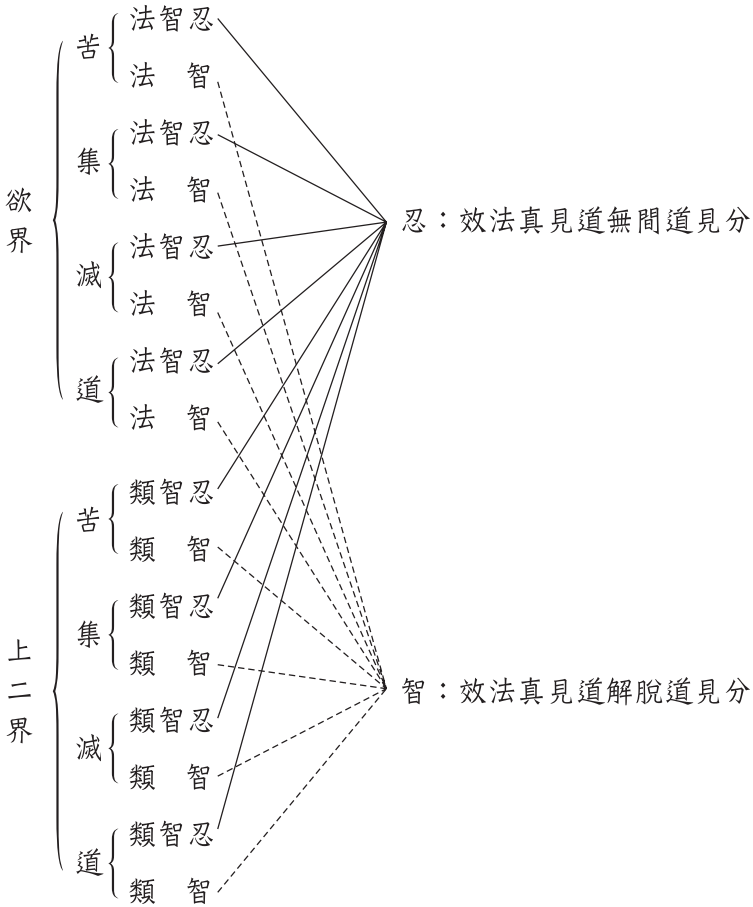 欲界
苦
法智忍
法　智
集
法智忍
法　智
滅
法智忍
法　智
道
法智忍
法　智
上二界
苦
類智忍
類　智
集
類智忍
類　智
滅
類智忍
類　智
道
類智忍
類　智
忍：效法真見道無間道見分
智：效法真見道解脫道見分